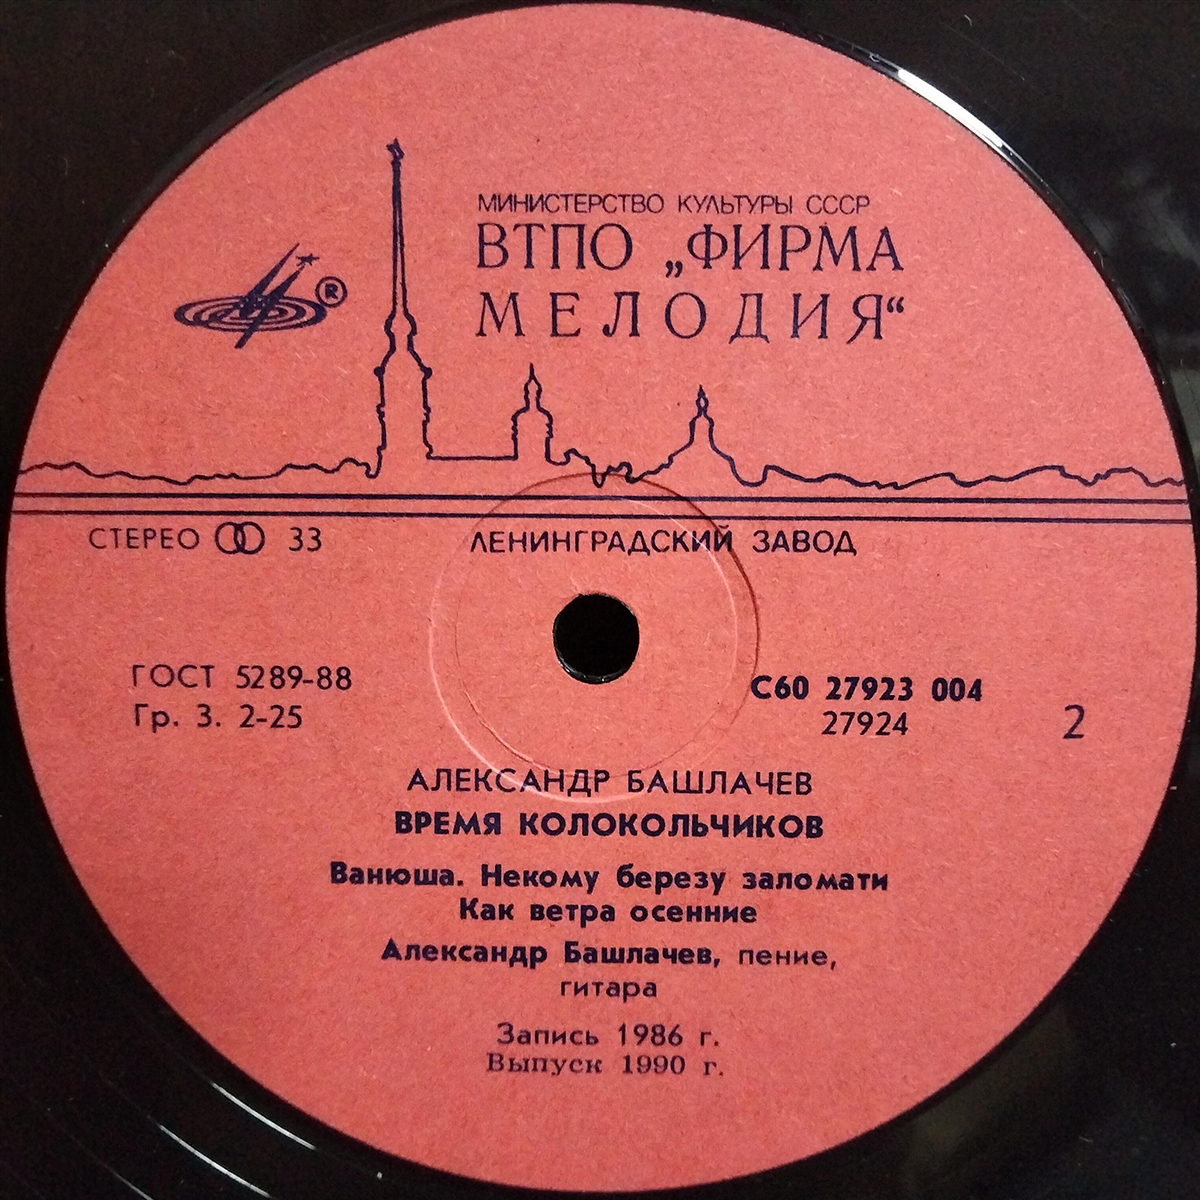 МИНИСТЕРСТВО КУЛЬТУРЫ СССР
ВТПО „ФИРМА
МЕЛОДИЯ“
®
СТЕРЕО 33
ЛЕНИНГРАДСКИЙ ЗАВОД
ГОСТ 5289-88
Гр. 3. 2-25
С60 27923 004
27924
2
АЛЕКСАНДР БАШЛАЧЕВ
ВРЕМЯ КОЛОКОЛЬЧИКОВ
Ванюша. Некому березу заломати
Как ветра осенние
Александр Башлачев, пение,
гитара
Запись 1986 г.
Выпуск 1990 г.